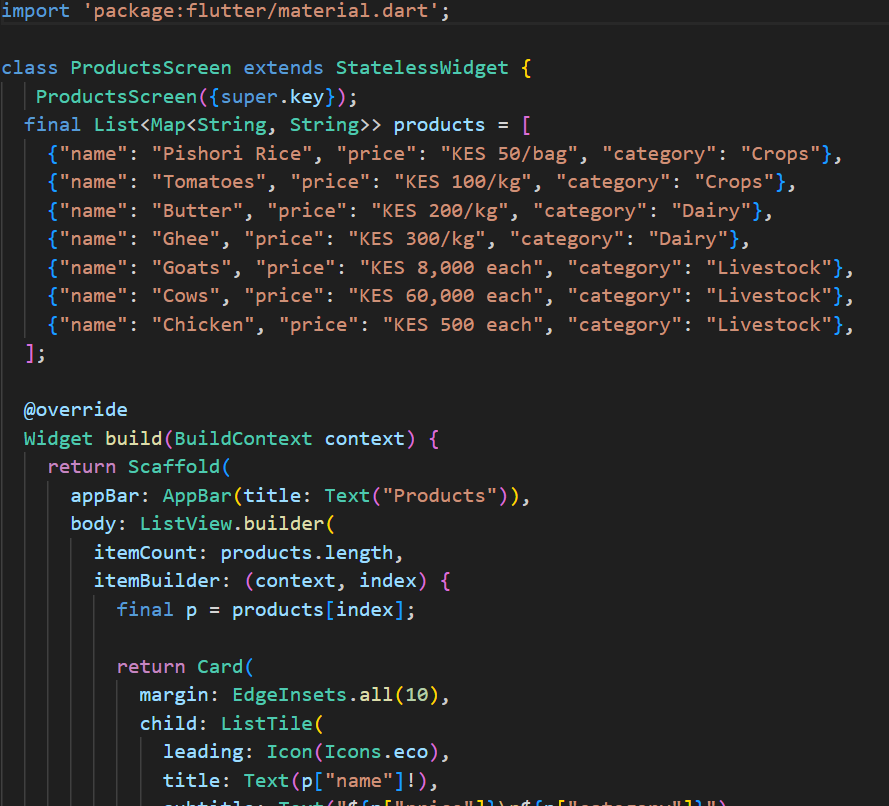 import 'package:flutter/material.dart';
class ProductsScreen extends StatelessWidget {
ProductsScreen({super.key});
final List<Map<String, String>> products = [
{"name": "Pishori Rice", "price": "KES 50/bag", "category": "Crops"},
{"name": "Tomatoes", "price": "KES 100/kg", "category": "Crops"},
{"name": "Butter", "price": "KES 200/kg", "category": "Dairy"},
{"name": "Ghee", "price": "KES 300/kg", "category": "Dairy"},
{"name": "Goats", "price": "KES 8,000 each", "category": "Livestock"},
{"name": "Cows", "price": "KES 60,000 each", "category": "Livestock"},
{"name": "Chicken", "price": "KES 500 each", "category": "Livestock"},
];
@override
Widget build(BuildContext context) {
return Scaffold(
appBar: AppBar(title: Text("Products")),
body: ListView.builder(
itemCount: products.length,
itemBuilder: (context, index) {
final p = products[index];
return Card(
margin: EdgeInsets.all(10),
child: ListTile(
leading: Icon(Icons.eco),
title: Text(p["name"]!),
subtitle: Text("${p["price"]}\n${p["category"]}")